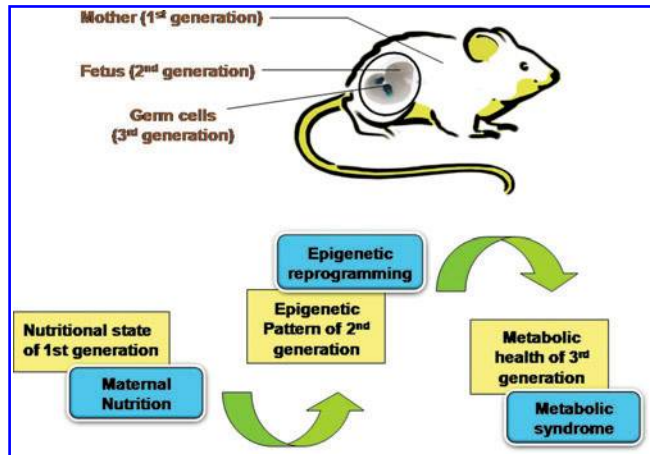 Mother (1st generation)
Fetus (2nd generation)
Germ cells
(3rd generation)
Epigenetic
reprogramming
Epigenetic
Pattern of 2nd
generation
Nutritional state
of 1st generation
Maternal
Nutrition
Metabolic
health of 3rd
generation
Metabolic
syndrome